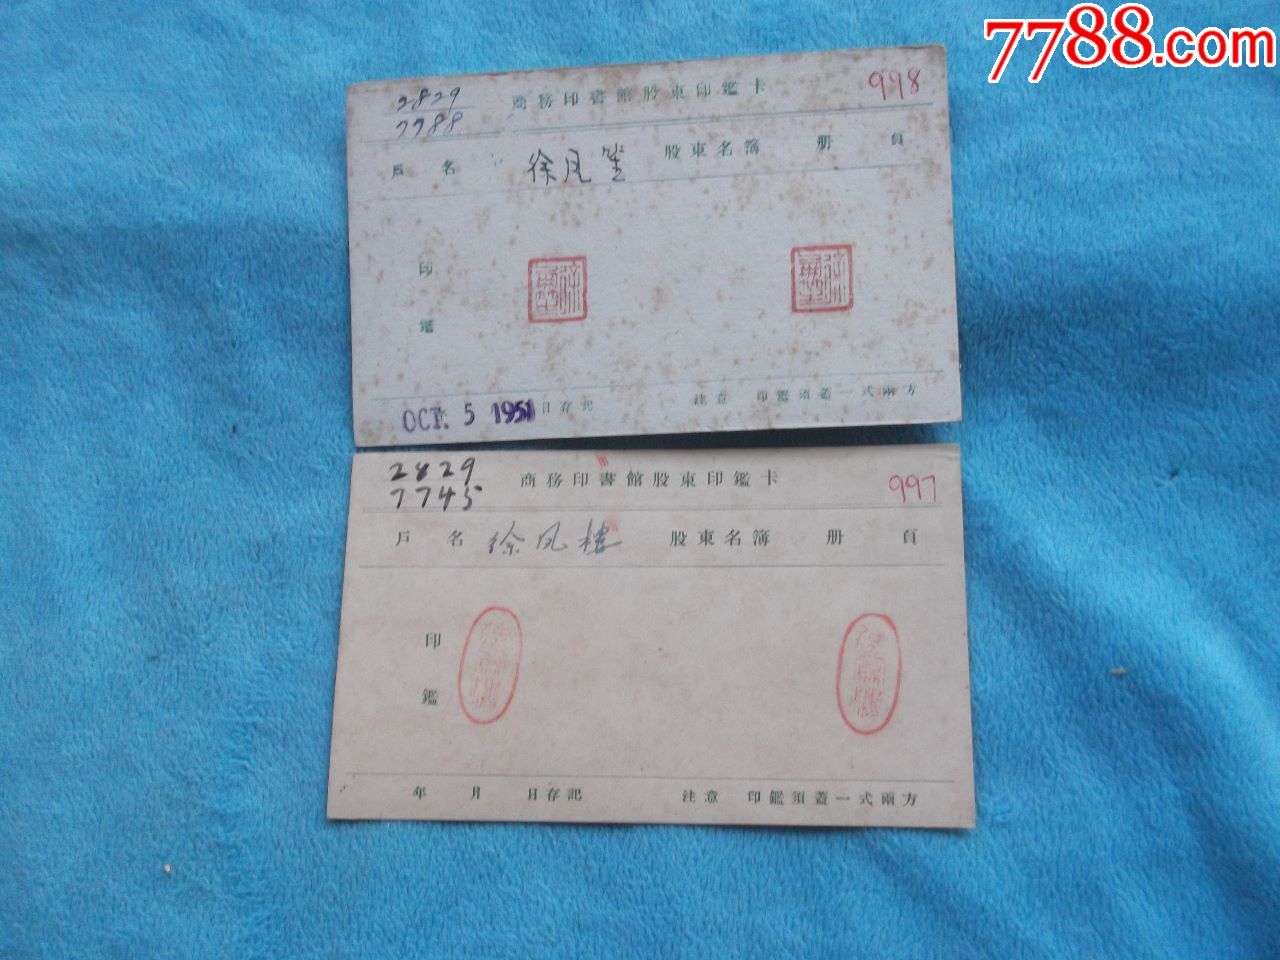 7788.com
2829
7788
商務印書館股東印鑑卡
998
戶名 徐凤 股東名簿 册 頁
印鑑
OCT. 5 1951 日存記
注意 印鑑須蓋一式兩方
2829
7745
商務印書館股東印鑑卡
997
戶名 徐凤楼 股東名簿 册 頁
印鑑
年 月 日存記
注意 印鑑須蓋一式兩方